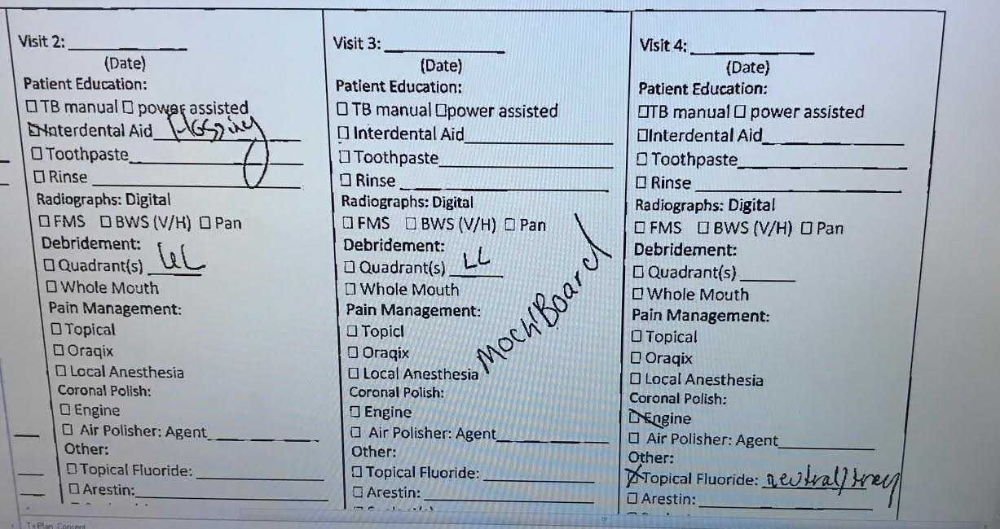 Visit 2:
(Date)
Patient Education:
☐ TB manual ☐ power assisted
☒ Interdental Aid Flossing
☐ Toothpaste
☐ Rinse
Radiographs: Digital
☐ FMS ☐ BWS (V/H) ☐ Pan
Debridement:
☐ Quadrant(s) UL
☐ Whole Mouth
Pain Management:
☐ Topical
☐ Oraqix
☐ Local Anesthesia
Coronal Polish:
☐ Engine
☐ Air Polisher: Agent
Other:
☐ Topical Fluoride:
☐ Arestin:
Visit 3:
(Date)
Patient Education:
☐ TB manual ☐ power assisted
☐ Interdental Aid
☐ Toothpaste
☐ Rinse
Radiographs: Digital
☐ FMS ☐ BWS (V/H) ☐ Pan
Debridement:
☐ Quadrant(s) LL
☐ Whole Mouth
Pain Management:
☐ Topicl
☐ Oraqix
☐ Local Anesthesia
Mock Board
Coronal Polish:
☐ Engine
☐ Air Polisher: Agent
Other:
☐ Topical Fluoride:
☐ Arestin:
Visit 4:
(Date)
Patient Education:
☐ TB manual ☐ power assisted
☐ Interdental Aid
☐ Toothpaste
☐ Rinse
Radiographs: Digital
☐ FMS ☐ BWS (V/H) ☐ Pan
Debridement:
☐ Quadrant(s)
☐ Whole Mouth
Pain Management:
☐ Topical
☐ Oraqix
☐ Local Anesthesia
Coronal Polish:
☒ Engine
☐ Air Polisher: Agent
Other:
☒ Topical Fluoride: neutral/tray
☐ Arestin:
Tx Plan Consent